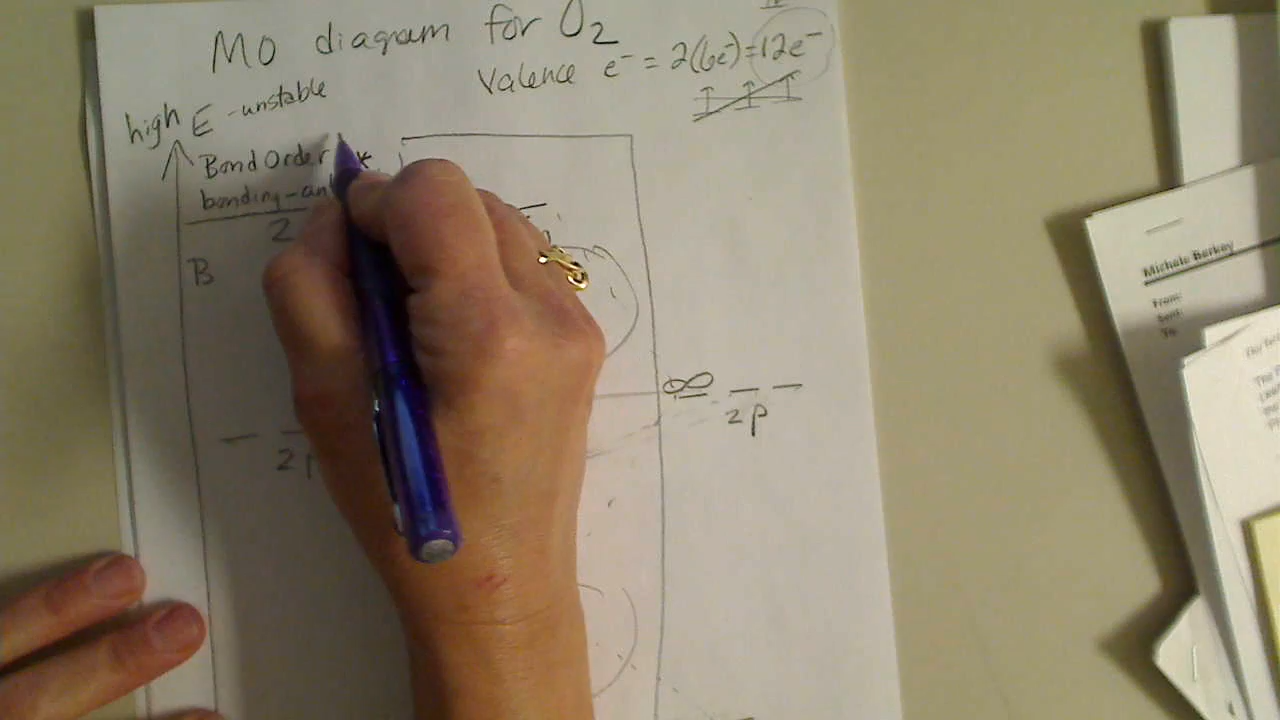 MO diagram for O2
Valence e- = 2(6e-)=12e-
high E -unstable
Bond Order *
bonding-an
2
B
∞
2p
2p
Michele Berkey
From:
Sent:
To: